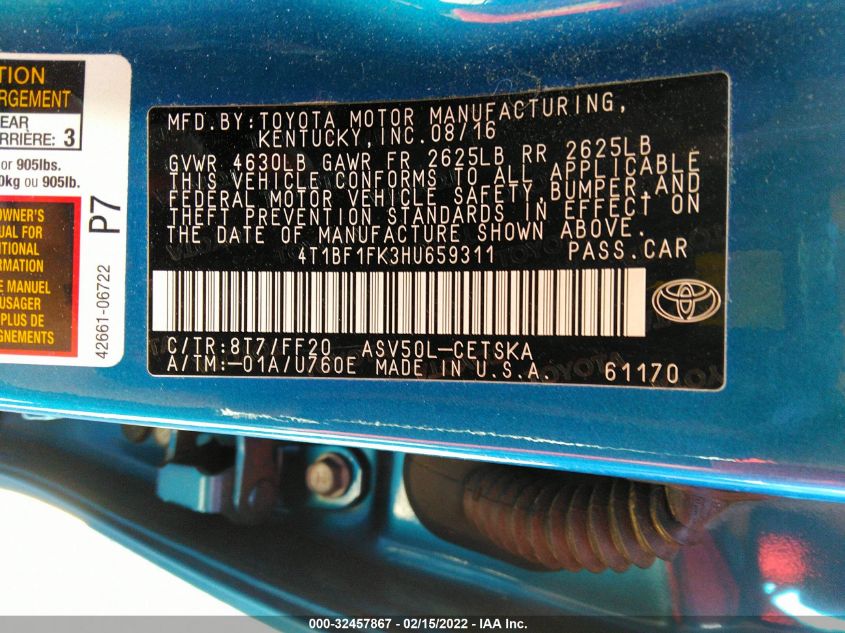 TION
RGEMENT
EAR
ARRIÈRE: 3
or 905lbs.
0kg ou 905lb.
OWNER'S
UAL FOR
ITIONAL
RMATION
E MANUEL
'USAGER
PLUS DE
GNEMENTS
P7
42661-06722
MFD.BY:TOYOTA MOTOR MANUFACTURING,
KENTUCKY,INC.08/16
GVWR 4630LB GAWR FR 2625LB RR 2625LB
THIS VEHICLE CONFORMS TO ALL APPLICABLE
FEDERAL MOTOR VEHICLE SAFETY,BUMPER,AND
THEFT PREVENTION STANDARDS IN EFFECT ON
THE DATE OF MANUFACTURE SHOWN ABOVE.
4T1BF1FK3HU659311 PASS.CAR
C/TR:8T7/FF20 ASV50L-CETSKA
A/TM:-01A/U760E MADE IN U.S.A. 61170
000-32457867 - 02/15/2022 - IAA Inc.